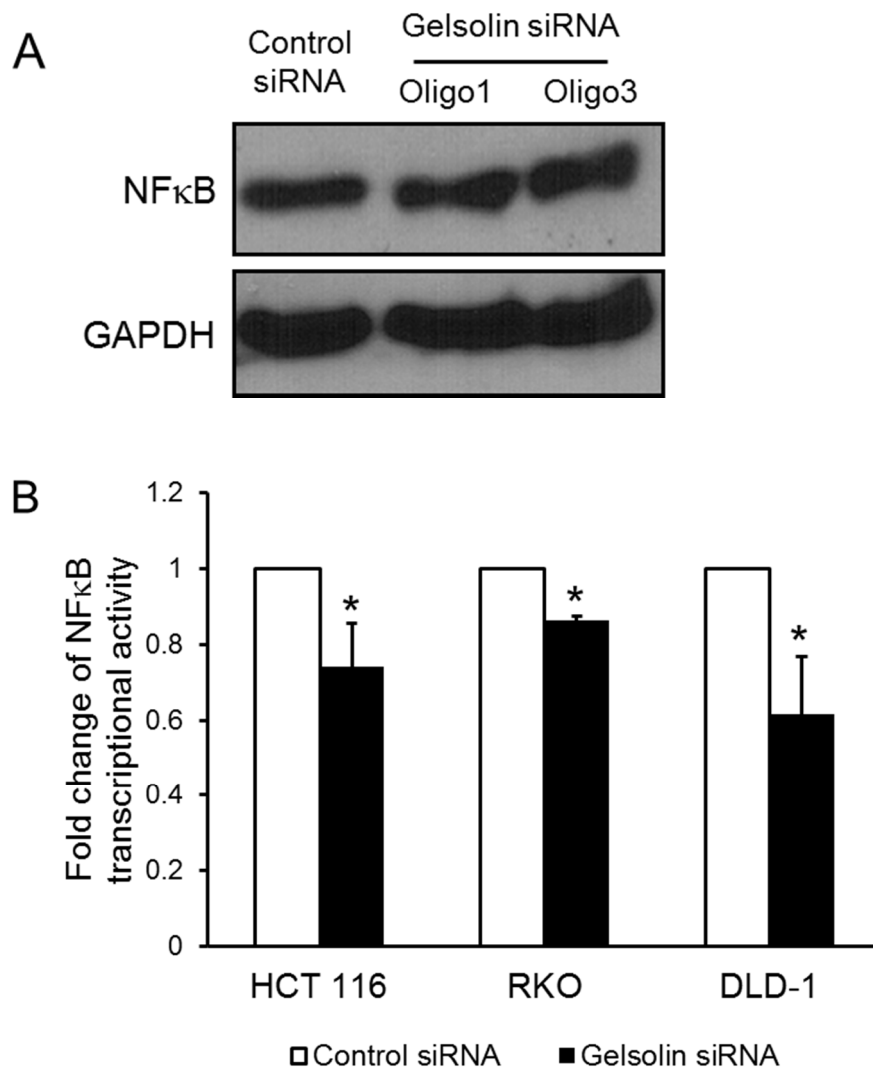 A
Control
siRNA
Gelsolin siRNA
Oligo1 Oligo3
NFκB
GAPDH
B
Fold change of NFκB
transcriptional activity
1.2
1
0.8
0.6
0.4
0.2
0
*
*
*
HCT 116 RKO DLD-1
Control siRNA Gelsolin siRNA